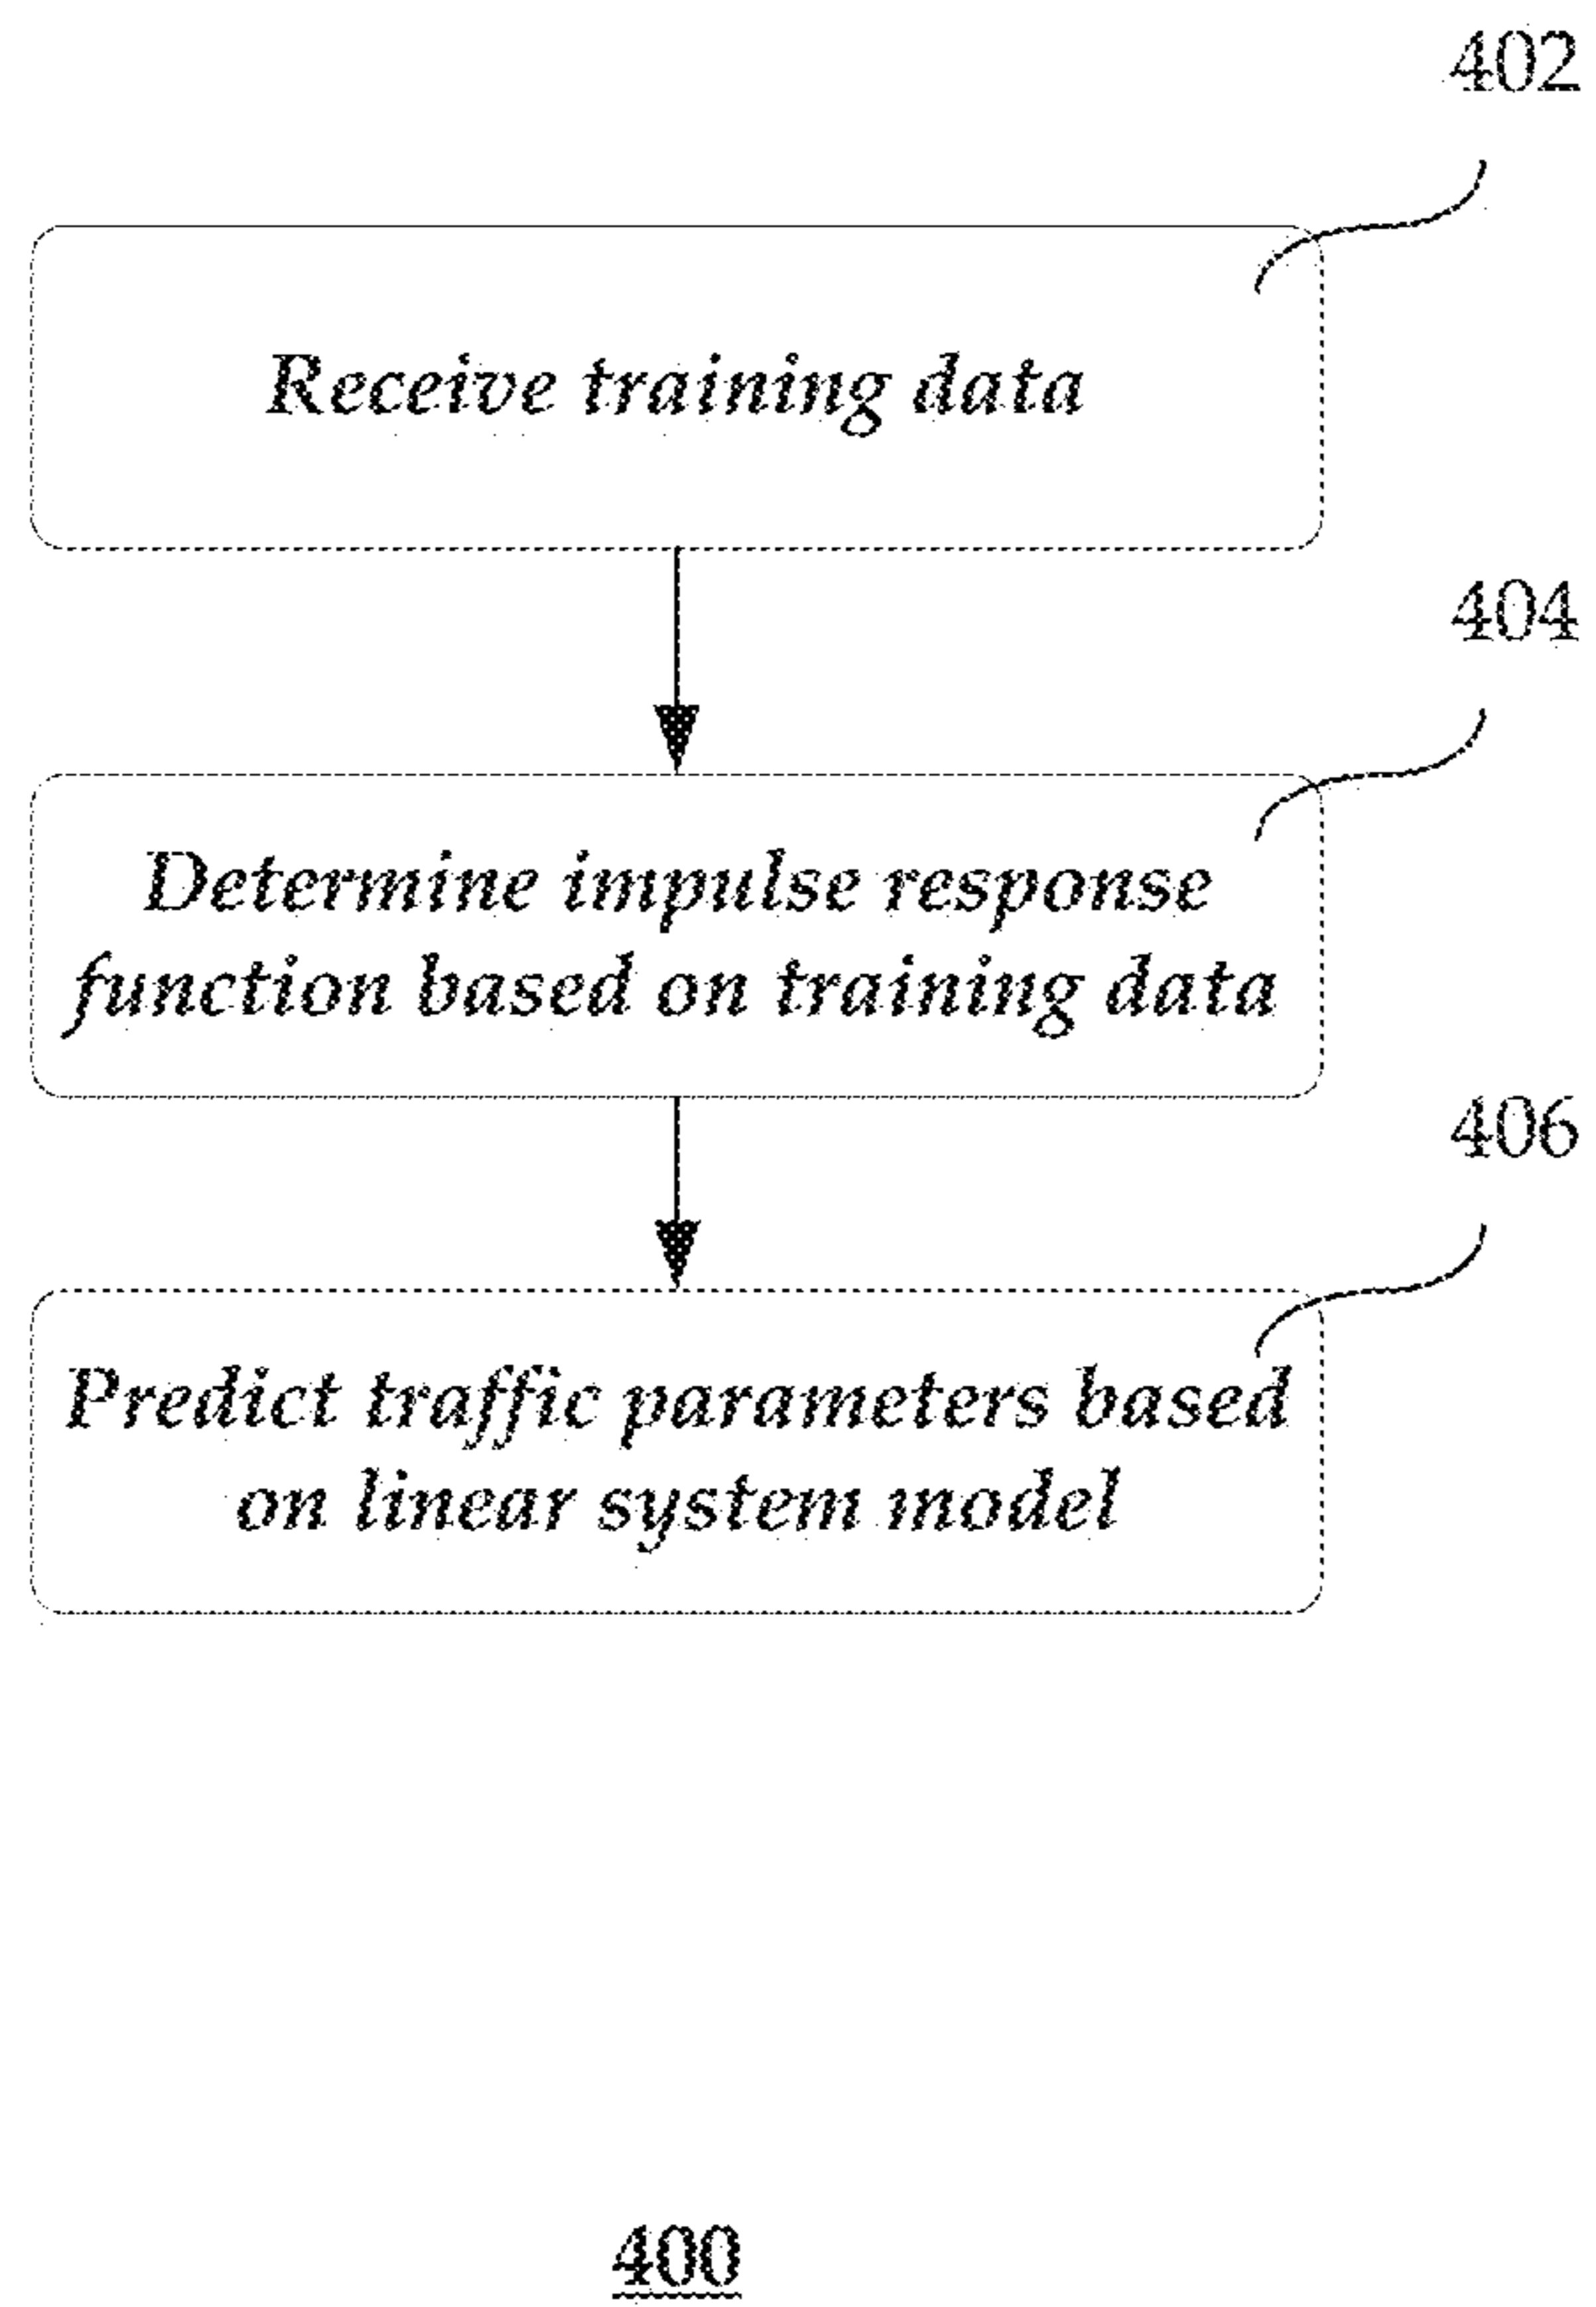 402
Receive training data
404
Determine impulse response
function based on training data
406
Predict traffic parameters based
on linear system model
400